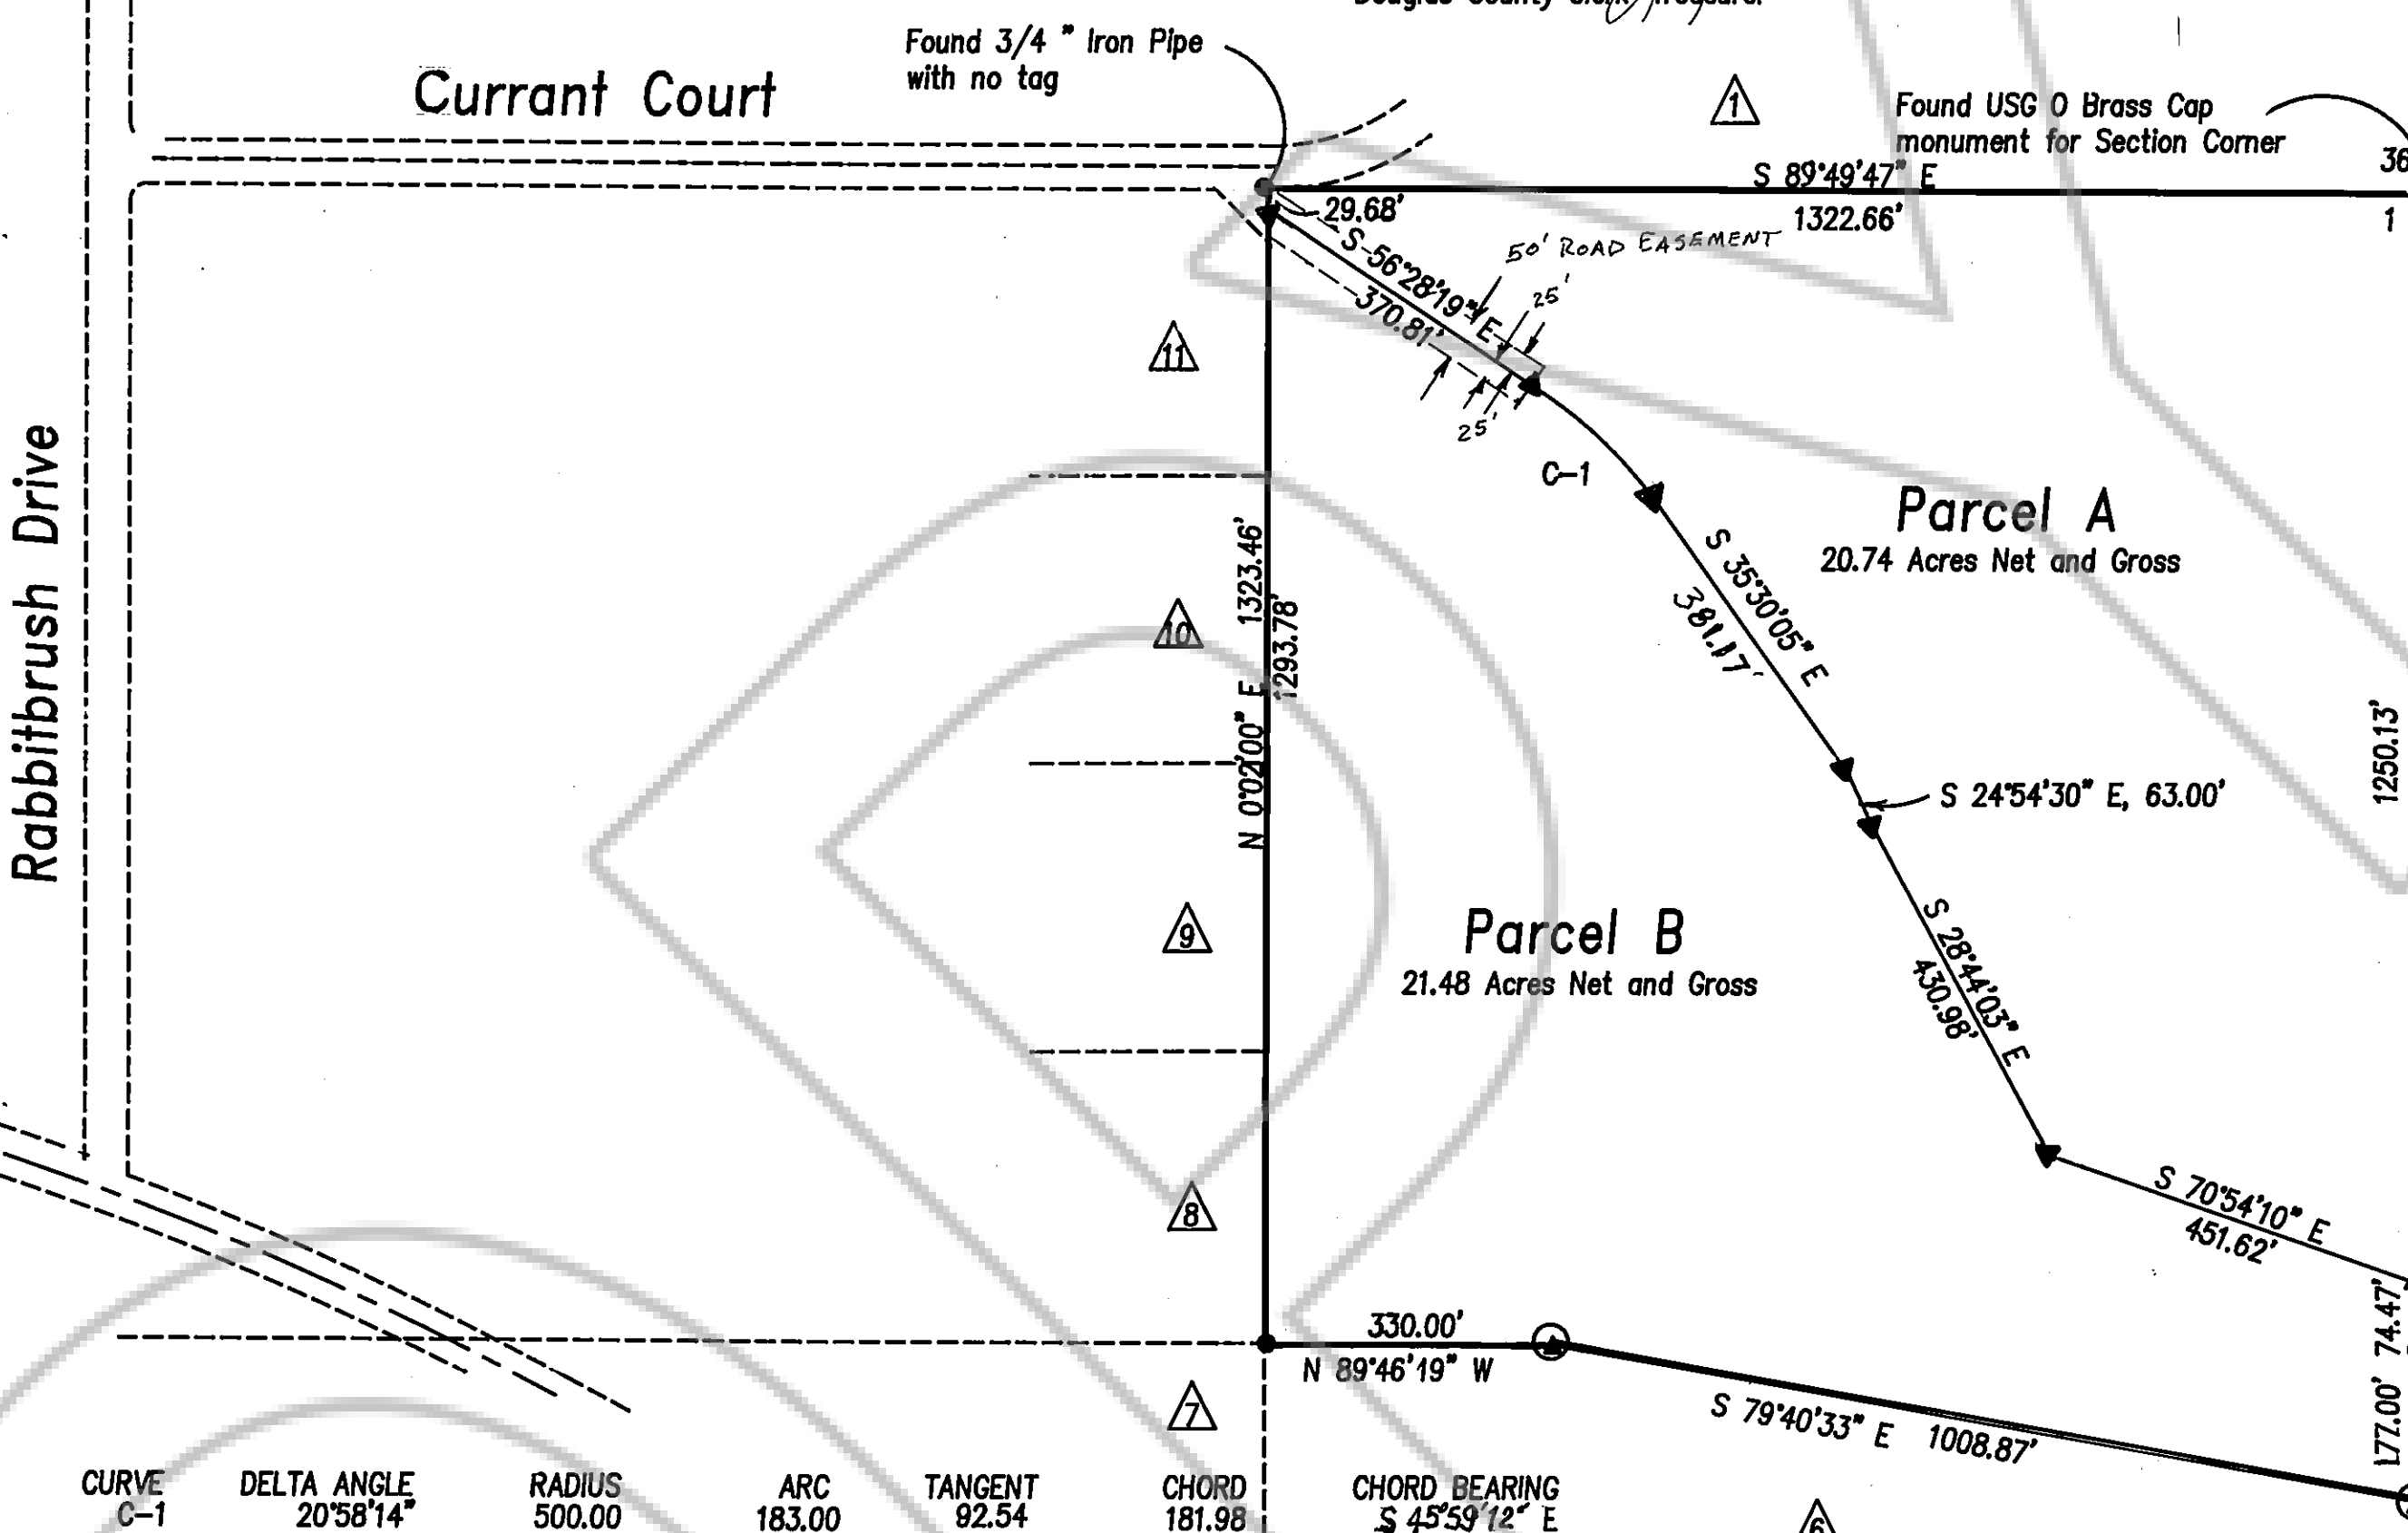 Found 3/4 " Iron Pipe
with no tag
Currant Court
1
Found USG O Brass Cap
monument for Section Corner
36
S 89°49'47" E
1322.66'
1
29.68'
S 56°28'19" E
370.81'
50' ROAD EASEMENT
25'
25'
11
C-1
Rabbitbrush Drive
Parcel A
20.74 Acres Net and Gross
S 35°30'05" E
381.17'
10
N 0°02'00" E 1323.46'
1293.78'
1250.13'
S 24°54'30" E, 63.00'
9
Parcel B
21.48 Acres Net and Gross
S 28°44'03" E
430.98'
8
S 70°54'10" E
451.62'
330.00'
N 89°46'19" W
74.47'
177.00'
7
S 79°40'33" E 1008.87'
CURVE DELTA ANGLE RADIUS ARC TANGENT CHORD CHORD BEARING
C-1 20°58'14" 500.00 183.00 92.54 181.98 S 45°59'12" E
6